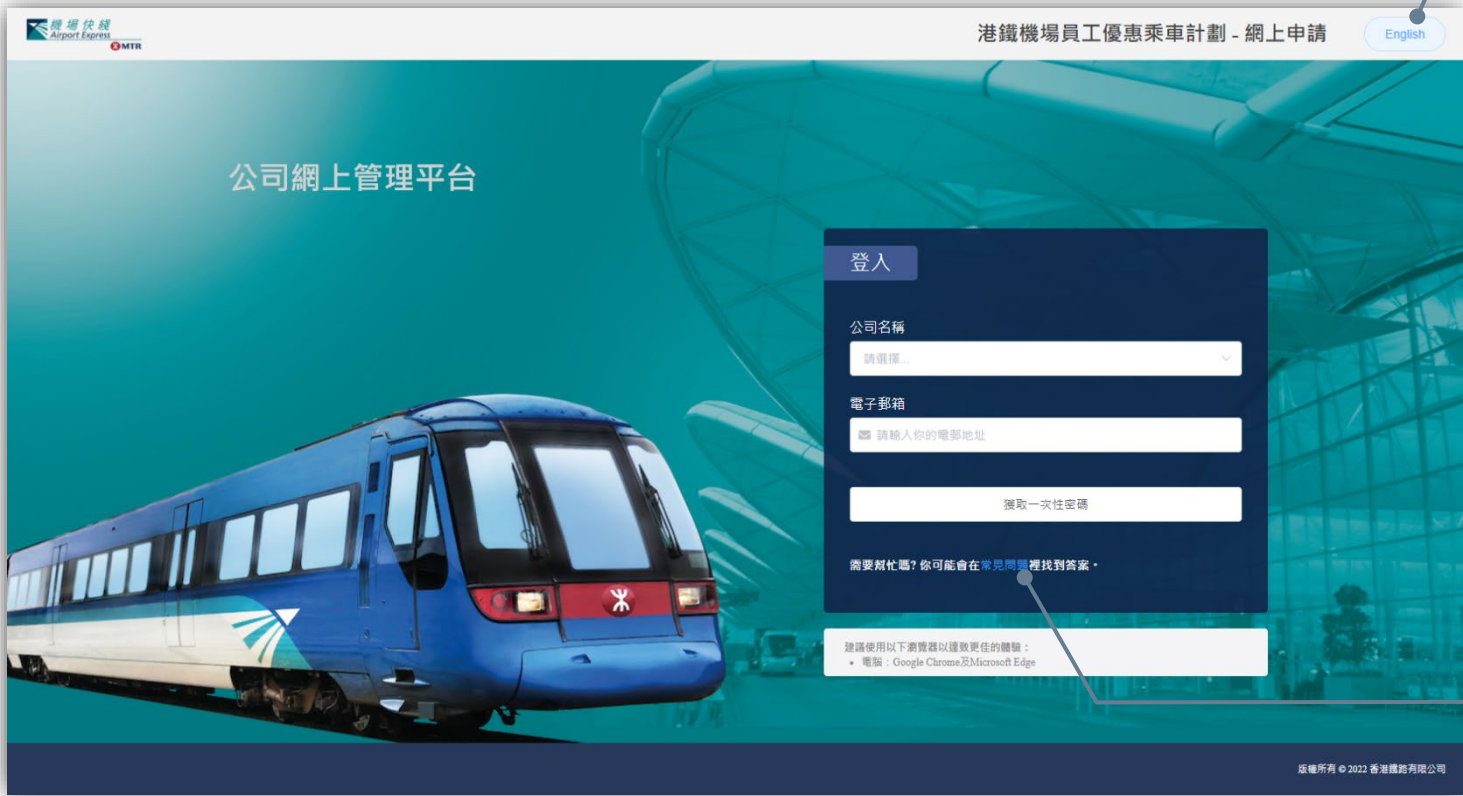 機場快綫
Airport Express
MTR
港鐵機場員工優惠乘車計劃 - 網上申請
English
公司網上管理平台
登入
公司名稱
請選擇...
電子郵箱
請輸入你的電郵地址
獲取一次性密碼
需要幫忙嗎? 你可能會在常見問題裡找到答案。
建議使用以下瀏覽器以達致更佳的體驗：
• 電腦：Google Chrome及Microsoft Edge
版權所有 © 2022 香港鐵路有限公司